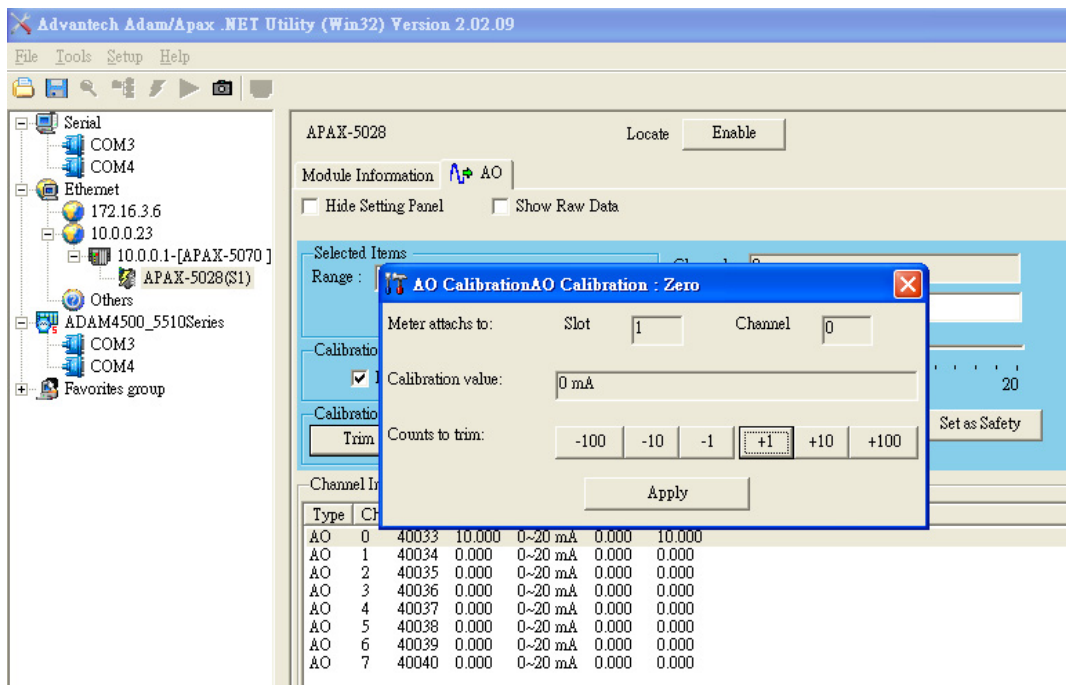 Advantech Adam/Apax .NET Utility (Win32) Version 2.02.09
File Tools Setup Help
Serial
COM3
COM4
Ethernet
172.16.3.6
10.0.0.23
10.0.0.1-[APAX-5070 ]
APAX-5028(S1)
Others
ADAM4500_5510Series
COM3
COM4
Favorites group
APAX-5028 Locate Enable
Module Information AO
Hide Setting Panel Show Raw Data
Selected Items
Range :
AO CalibrationAO Calibration : Zero
Meter attachs to: Slot 1 Channel 0
Calibration value: 0 mA
Counts to trim: -100 -10 -1 +1 +10 +100
Apply
20
Trim
Set as Safety
Type
AO 0 40033 10.000 0~20 mA 0.000 10.000
AO 1 40034 0.000 0~20 mA 0.000 0.000
AO 2 40035 0.000 0~20 mA 0.000 0.000
AO 3 40036 0.000 0~20 mA 0.000 0.000
AO 4 40037 0.000 0~20 mA 0.000 0.000
AO 5 40038 0.000 0~20 mA 0.000 0.000
AO 6 40039 0.000 0~20 mA 0.000 0.000
AO 7 40040 0.000 0~20 mA 0.000 0.000